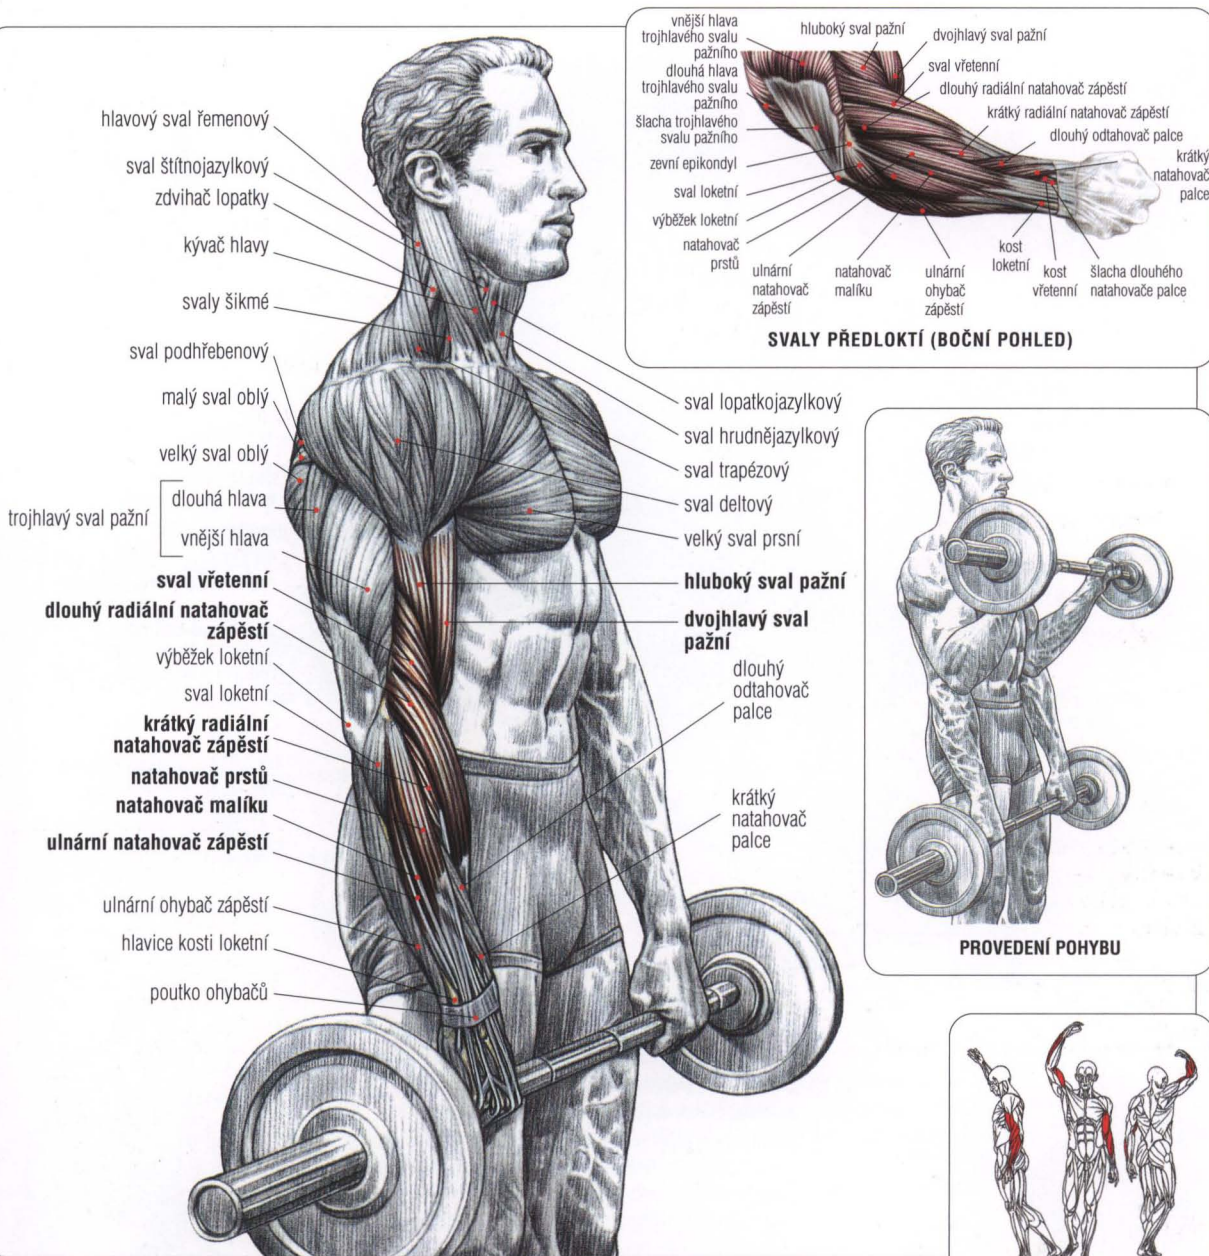 hlavový sval řemenový
sval štítnojazylkový
zdvihač lopatky
kývač hlavy
svaly šikmé
sval podhřebenový
malý sval oblý
velký sval oblý
trojhlavý sval pažní
dlouhá hlava
vnější hlava
sval vřetenní
dlouhý radiální natahovač
zápěstí
výběžek loketní
sval loketní
krátký radiální
natahovač zápěstí
natahovač prstů
natahovač malíku
ulnární natahovač zápěstí
ulnární ohybač zápěstí
hlavice kosti loketní
poutko ohybačů
sval lopatkojazylkový
sval hrudnějazylkový
sval trapézový
sval deltový
velký sval prsní
hluboký sval pažní
dvojhlavý sval
pažní
dlouhý
odtahovač
palce
krátký
natahovač
palce
vnější hlava
trojhlavého svalu
pažního
dlouhá hlava
trojhlavého svalu
pažního
šlacha trojhlavého
svalu pažního
zevní epikondyl
sval loketní
výběžek loketní
natahovač
prstů
ulnární
natahovač
zápěstí
natahovač
malíku
ulnární
ohybač
zápěstí
kost
loketní
kost
vřetenní
šlacha dlouhého
natahovače palce
hluboký sval pažní
dvojhlavý sval pažní
sval vřetenní
dlouhý radiální natahovač zápěstí
krátký radiální natahovač zápěstí
dlouhý odtahovač palce
krátký
natahovač
palce
SVALY PŘEDLOKTÍ (BOČNÍ POHLED)
PROVEDENÍ POHYBU